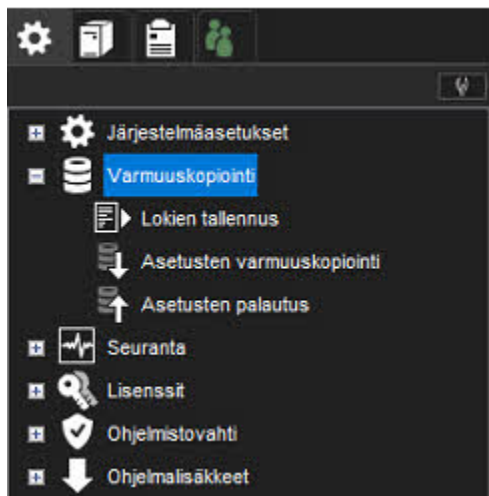 Järjestelmäasetukset
Varmuuskopiointi
Lokien tallennus
Asetusten varmuuskopiointi
Asetusten palautus
Seuranta
Lisenssit
Ohjelmistovahti
Ohjelmalisäkkeet